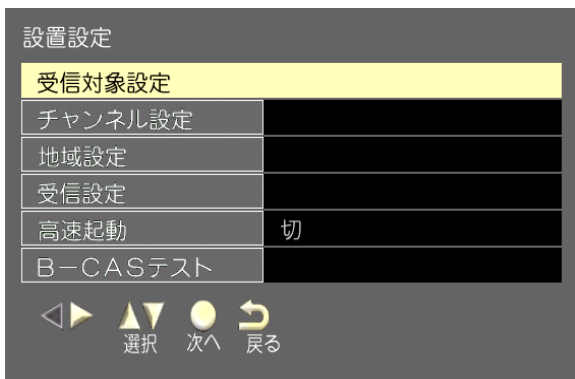 設置設定
受信対象設定
チャンネル設定
地域設定
受信設定
高速起動 切
B－CASテスト
選択 次へ 戻る